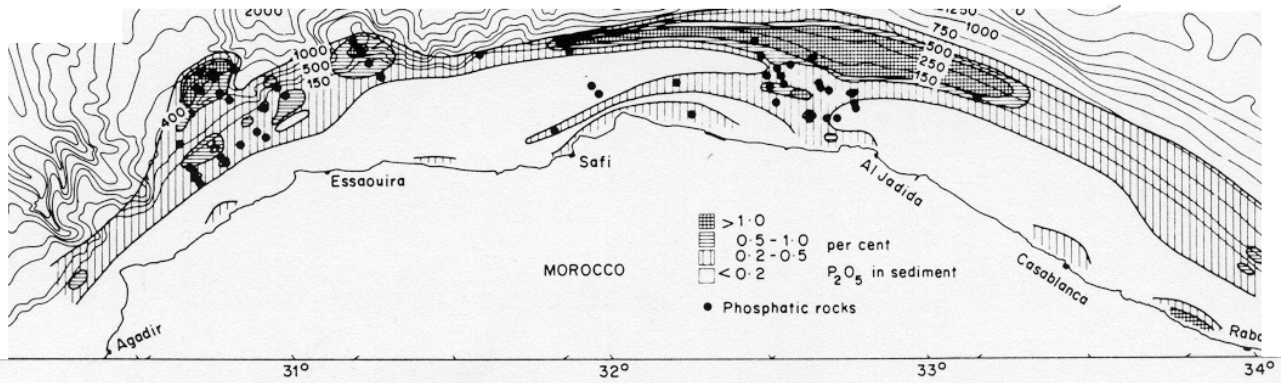 2000
1250
1000
750
500
250
150
1000
500
150
400
Safi
Essaouira
Al Jadida
> 1·0
0·5 - 1·0
0·2 - 0·5
< 0·2
per cent
P₂O₅ in sediment
MOROCCO
Phosphatic rocks
Casablanca
Agadir
31°
32°
33°
34°